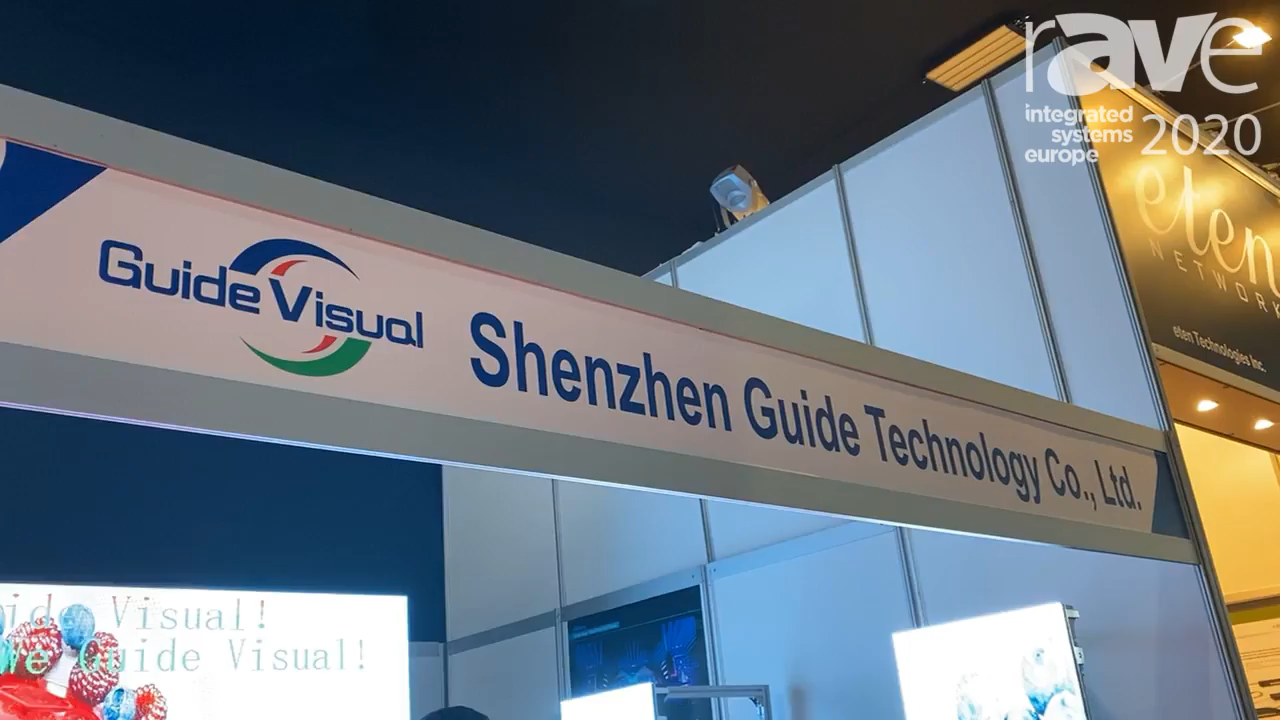 rave
integrated
systems
europe
2020
eten
NETWORK
eten Technologies Inc.
Guide Visual
Shenzhen Guide Technology Co., Ltd.
Visual!
We Guide Visual!